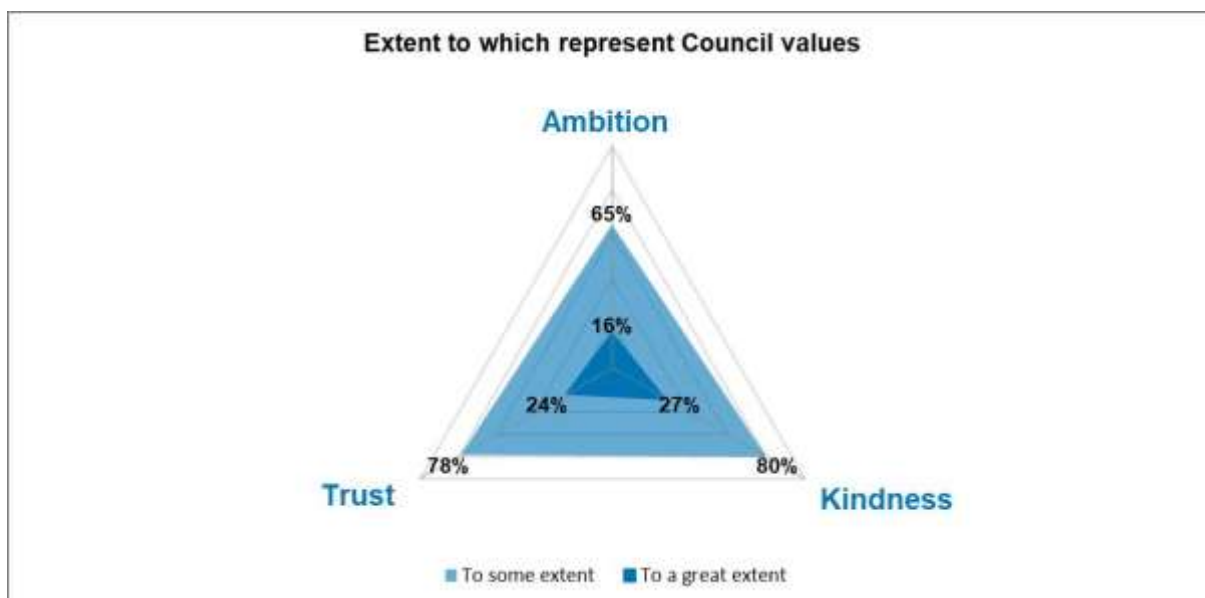 Extent to which represent Council values
Ambition
65%
16%
24%
27%
78%
80%
Trust
Kindness
To some extent
To a great extent